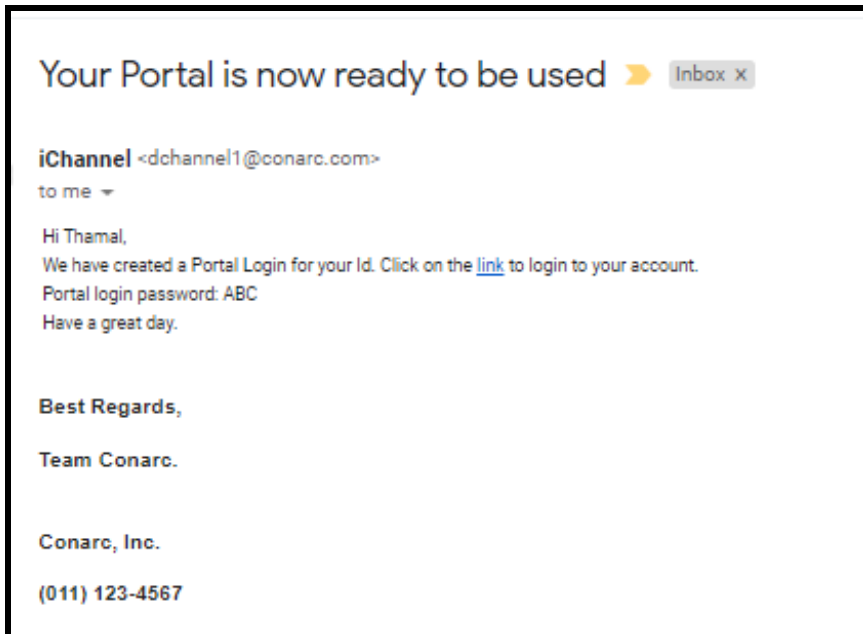 Your Portal is now ready to be used Inbox x
iChannel <dchannel1@conarc.com>
to me
Hi Thamal,
We have created a Portal Login for your Id. Click on the link to login to your account.
Portal login password: ABC
Have a great day.
Best Regards,
Team Conarc.
Conarc, Inc.
(011) 123-4567